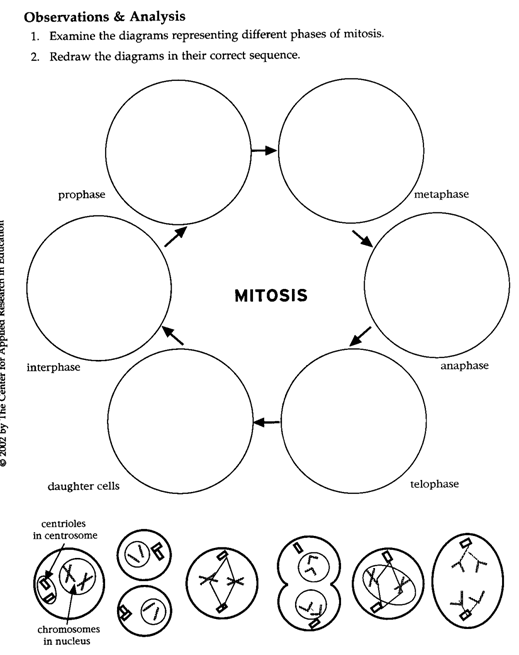 Observations & Analysis
1. Examine the diagrams representing different phases of mitosis.
2. Redraw the diagrams in their correct sequence.
prophase
metaphase
MITOSIS
interphase
anaphase
daughter cells
telophase
© 2002 by The Center for Applied Research in Education
centrioles
in centrosome
chromosomes
in nucleus